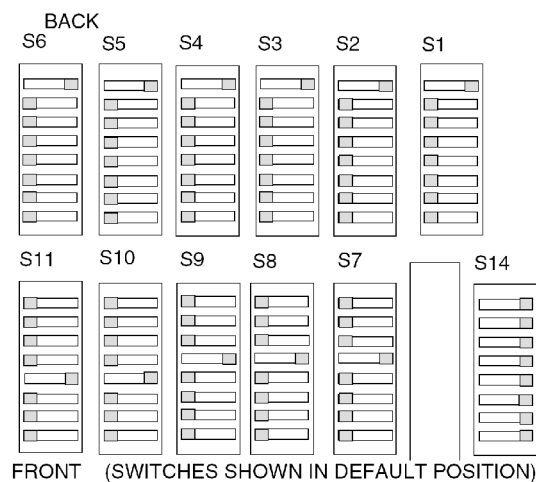 BACK
S6 S5 S4 S3 S2 S1
S11 S10 S9 S8 S7 S14
FRONT (SWITCHES SHOWN IN DEFAULT POSITION)